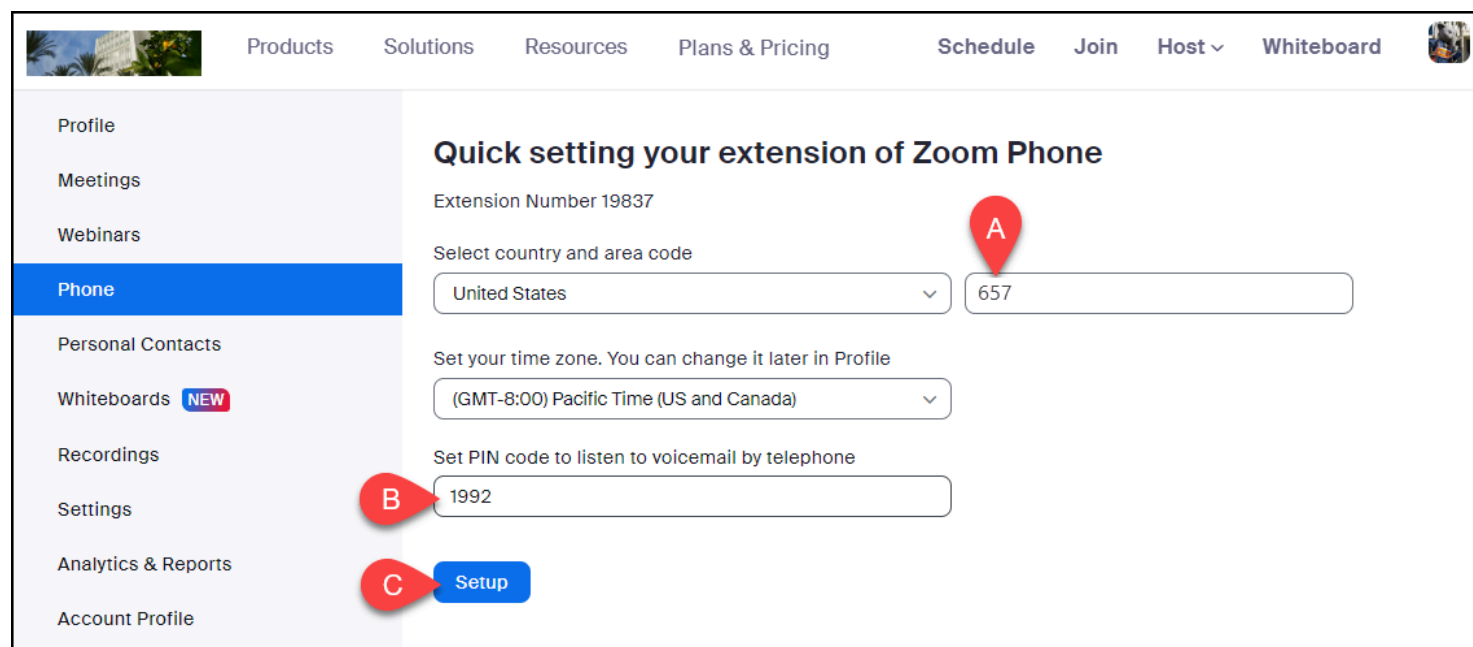 Products Solutions Resources Plans & Pricing Schedule Join Host Whiteboard
Profile
Meetings
Webinars
Phone
Personal Contacts
Whiteboards NEW
Recordings
Settings
Analytics & Reports
Account Profile
Quick setting your extension of Zoom Phone
Extension Number 19837
Select country and area code
A
United States 657
Set your time zone. You can change it later in Profile
(GMT-8:00) Pacific Time (US and Canada)
Set PIN code to listen to voicemail by telephone
B 1992
C Setup